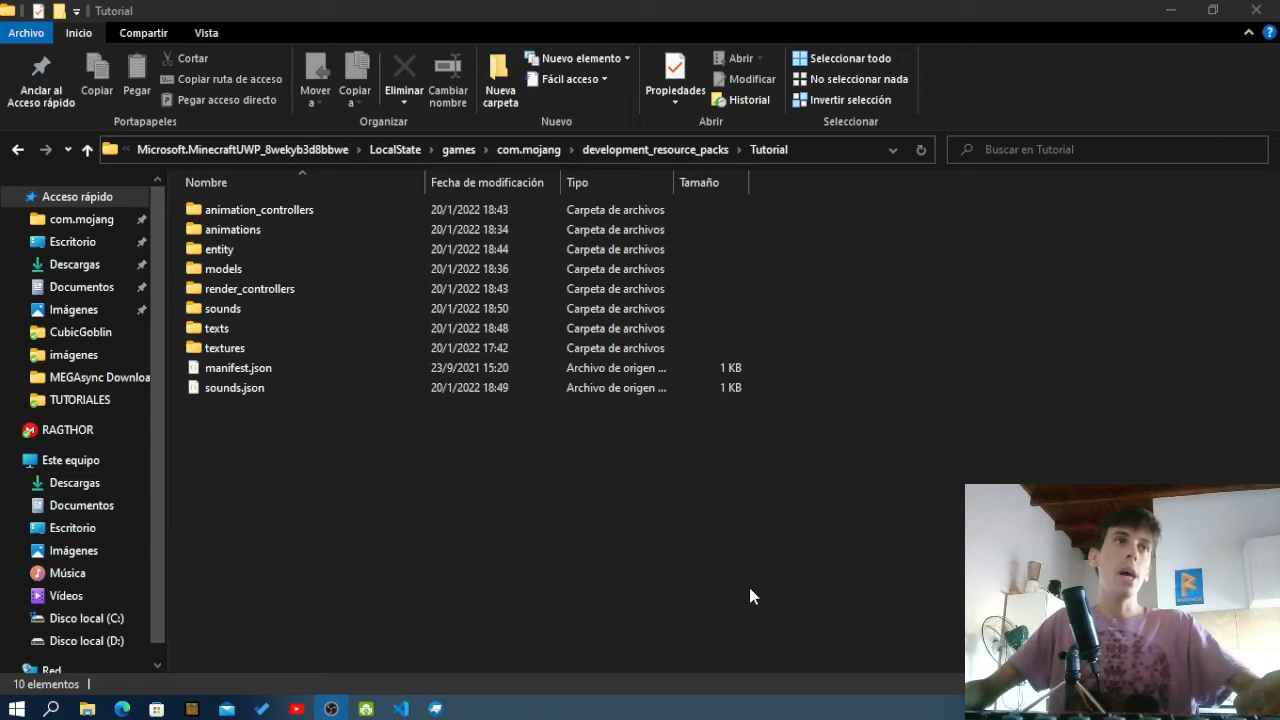 Tutorial
Archivo Inicio Compartir Vista
Anclar al Acceso rápido
Copiar
Pegar
Cortar
Copiar ruta de acceso
Pegar acceso directo
Portapapeles
Mover a
Copiar a
Eliminar
Cambiar nombre
Organizar
Nueva carpeta
Nuevo elemento
Fácil acceso
Nuevo
Propiedades
Abrir
Modificar
Historial
Abrir
Seleccionar todo
No seleccionar nada
Invertir selección
Seleccionar
« Microsoft.MinecraftUWP_8wekyb3d8bbwe > LocalState > games > com.mojang > development_resource_packs > Tutorial
Buscar en Tutorial
Nombre Fecha de modificación Tipo Tamaño
animation_controllers 20/1/2022 18:43 Carpeta de archivos
animations 20/1/2022 18:34 Carpeta de archivos
entity 20/1/2022 18:44 Carpeta de archivos
models 20/1/2022 18:36 Carpeta de archivos
render_controllers 20/1/2022 18:43 Carpeta de archivos
sounds 20/1/2022 18:50 Carpeta de archivos
texts 20/1/2022 18:48 Carpeta de archivos
textures 20/1/2022 17:42 Carpeta de archivos
manifest.json 23/9/2021 15:20 Archivo de origen ... 1 KB
sounds.json 20/1/2022 18:49 Archivo de origen ... 1 KB
Acceso rápido
com.mojang
Escritorio
Descargas
Documentos
Imágenes
CubicGoblin
imágenes
MEGAsync Downloa
TUTORIALES
RAGTHOR
Este equipo
Descargas
Documentos
Escritorio
Imágenes
Música
Vídeos
Disco local (C:)
Disco local (D:)
Red
10 elementos
RAGTHOR